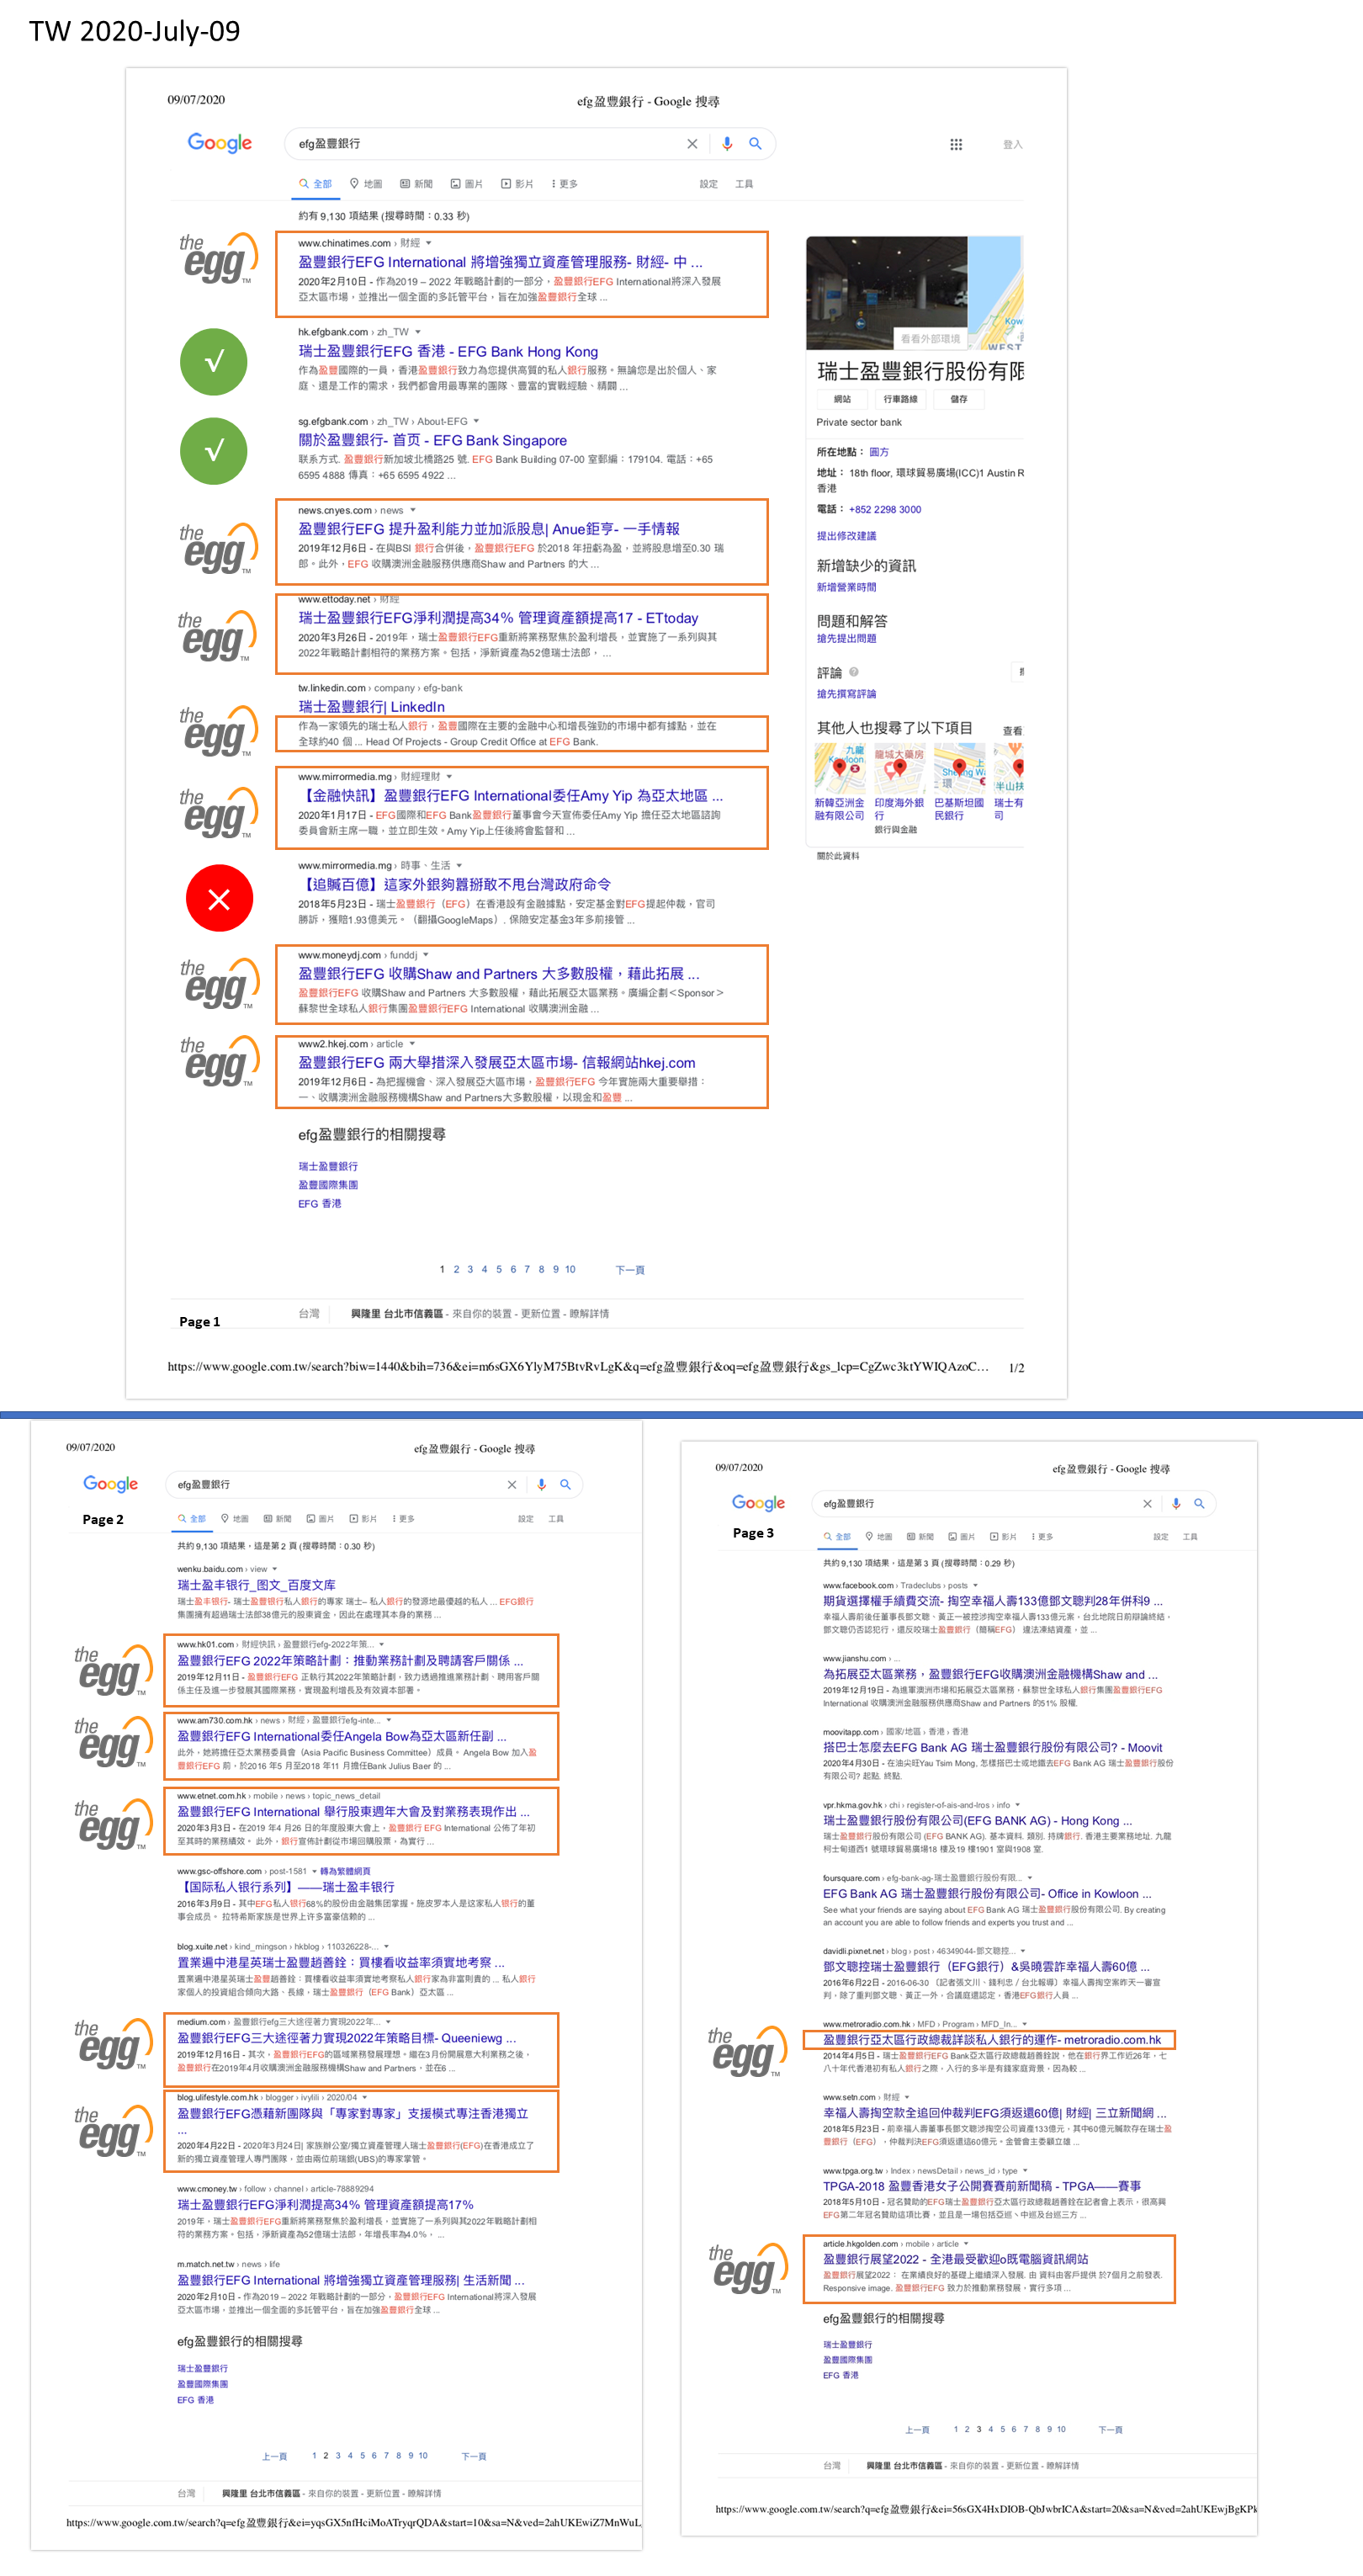 TW 2020-July-09
09/07/2020
efg盈豐銀行 - Google 搜尋
Google
efg盈豐銀行
登入
全部
地圖
新聞
圖片
影片
更多
設定
工具
約有 9,130 項結果 (搜尋時間：0.33 秒)
the egg TM
www.chinatimes.com › 財經
盈豐銀行EFG International 將增強獨立資產管理服務- 財經- 中 ...
2020年2月10日 - 作為2019 – 2022 年戰略計劃的一部分，盈豐銀行EFG International將深入發展
亞太區市場，並推出一個全面的多託管平台，旨在加強盈豐銀行全球 ...
√
hk.efgbank.com › zh_TW
瑞士盈豐銀行EFG 香港 - EFG Bank Hong Kong
作為盈豐國際的一員，香港盈豐銀行致力為您提供高質的私人銀行服務。無論您是出於個人、家
庭、還是工作的需求，我們都會用最專業的團隊、豐富的實戰經驗、精闢 ...
√
sg.efgbank.com › zh_TW › About-EFG
關於盈豐銀行- 首页 - EFG Bank Singapore
联系方式. 盈豐銀行新加坡北橋路25 號. EFG Bank Building 07-00 室郵編：179104. 電話：+65
6595 4888 傳真：+65 6595 4922 ...
the egg TM
news.cnyes.com › news
盈豐銀行EFG 提升盈利能力並加派股息| Anue鉅亨- 一手情報
2019年12月6日 - 在與BSI 銀行合併後，盈豐銀行EFG 於2018 年扭虧為盈，並將股息增至0.30 瑞
郎。此外，EFG 收購澳洲金融服務供應商Shaw and Partners 的大 ...
the egg TM
www.ettoday.net › 財經
瑞士盈豐銀行EFG淨利潤提高34% 管理資產額提高17 - ETtoday
2020年3月26日 - 2019年，瑞士盈豐銀行EFG重新將業務聚焦於盈利增長，並實施了一系列與其
2022年戰略計劃相符的業務方案。包括，淨新資產為52億瑞士法郎， ...
the egg TM
tw.linkedin.com › company › efg-bank
瑞士盈豐銀行| LinkedIn
作為一家領先的瑞士私人銀行，盈豐國際在主要的金融中心和增長強勁的市場中都有據點，並在
全球約40 個 ... Head Of Projects - Group Credit Office at EFG Bank.
the egg TM
www.mirrormedia.mg › 財經理財
【金融快訊】盈豐銀行EFG International委任Amy Yip 為亞太地區 ...
2020年1月17日 - EFG國際和EFG Bank盈豐銀行董事會今天宣佈委任Amy Yip 擔任亞太地區諮詢
委員會新主席一職，並立即生效。Amy Yip上任後將會監督和 ...
×
www.mirrormedia.mg › 時事、生活
【追贓百億】這家外銀夠囂掰敢不甩台灣政府命令
2018年5月23日 - 瑞士盈豐銀行（EFG）在香港設有金融據點，安定基金對EFG提起仲裁，官司
勝訴，獲賠1.93億美元。（翻攝GoogleMaps）. 保險安定基金3年多前接管 ...
the egg TM
www.moneydj.com › funddj
盈豐銀行EFG 收購Shaw and Partners 大多數股權，藉此拓展 ...
盈豐銀行EFG 收購Shaw and Partners 大多數股權，藉此拓展亞太區業務。廣編企劃＜Sponsor＞
蘇黎世全球私人銀行集團盈豐銀行EFG International 收購澳洲金融 ...
the egg TM
www2.hkej.com › article
盈豐銀行EFG 兩大舉措深入發展亞太區市場- 信報網站hkej.com
2019年12月6日 - 為把握機會、深入發展亞大區市場，盈豐銀行EFG 今年實施兩大重要舉措：
一、收購澳洲金融服務機構Shaw and Partners大多數股權，以現金和盈豐 ...
efg盈豐銀行的相關搜尋
瑞士盈豐銀行
盈豐國際集團
EFG 香港
看看外部環境
WEST
瑞士盈豐銀行股份有限
網站
行車路線
儲存
Private sector bank
所在地點： 圓方
地址： 18th floor, 環球貿易廣場(ICC)1 Austin R
香港
電話： +852 2298 3000
提出修改建議
新增缺少的資訊
新增營業時間
問題和解答
搶先提出問題
評論
搶先撰寫評論
其他人也搜尋了以下項目
查看
新韓亞洲金
融有限公司
印度海外銀
行
銀行與金融
巴基斯坦國
民銀行
瑞士有
司
關於此資料
1 2 3 4 5 6 7 8 9 10 下一頁
台灣
興隆里 台北市信義區 - 來自你的裝置 - 更新位置 - 瞭解詳情
Page 1
https://www.google.com.tw/search?biw=1440&bih=736&ei=m6sGX6YlyM75BtvRvLgK&q=efg盈豐銀行&oq=efg盈豐銀行&gs_lcp=CgZwc3ktYWIQAzoC…
1/2
09/07/2020
efg盈豐銀行 - Google 搜尋
Google
efg盈豐銀行
Page 2
全部
地圖
新聞
圖片
影片
更多
設定
工具
共約 9,130 項結果，這是第 2 頁 (搜尋時間：0.30 秒)
wenku.baidu.com › view
瑞士盈丰银行_图文_百度文库
瑞士盈丰银行- 瑞士盈豐銀行私人銀行的專家 瑞士– 私人銀行的發源地最優越的私人 ... EFG銀行
集團擁有超過瑞士法郎38億元的股東資金，因此在處理其本身的業務 ...
the egg TM
www.hk01.com › 財經快訊 › 盈豐銀行efg-2022年策...
盈豐銀行EFG 2022年策略計劃：推動業務計劃及聘請客戶關係 ...
2019年12月11日 - 盈豐銀行EFG 正執行其2022年策略計劃，致力透過推進業務計劃、聘用客戶關
係主任及進一步發展其國際業務，實現盈利增長及有效資本部署。
the egg TM
www.am730.com.hk › news › 財經 › 盈豐銀行efg-inte...
盈豐銀行EFG International委任Angela Bow為亞太區新任副 ...
此外，她將擔任亞太業務委員會（Asia Pacific Business Committee）成員。 Angela Bow 加入盈
豐銀行EFG 前，於2016 年5 月至2018 年11 月擔任Bank Julius Baer 的 ...
the egg TM
www.etnet.com.hk › mobile › news › topic_news_detail
盈豐銀行EFG International 舉行股東週年大會及對業務表現作出 ...
2020年3月3日 - 在2019 年4 月26 日的年度股東大會上，盈豐銀行 EFG International 公佈了年初
至其時的業務績效。 此外，銀行宣佈計劃從市場回購股票，為實行 ...
www.gsc-offshore.com › post-1581
轉為繁體網頁
【国际私人银行系列】——瑞士盈丰银行
2016年3月9日 - 其中EFG私人银行68%的股份由金融集团掌握。施皮罗本人是这家私人银行的董
事会成员。 拉特希斯家族是世界上许多富豪信赖的 ...
blog.xuite.net › kind_mingson › hkblog › 110326228-...
置業遍中港星英瑞士盈豐趙善銓：買樓看收益率須實地考察 ...
置業遍中港星英瑞士盈豐趙善銓：買樓看收益率須實地考察私人銀行家為非富則貴的 ... 私人銀行
家個人的投資組合傾向大路、長線，瑞士盈豐（EFG Bank）亞太區 ...
the egg TM
medium.com › 盈豐銀行efg三大途徑著力實現2022年...
盈豐銀行EFG三大途徑著力實現2022年策略目標- Queeniewg ...
2019年12月16日 - 其次，盈豐銀行EFG的區域業務發展理想。繼在3月份開展意大利業務之後，
盈豐銀行在2019年4月收購澳洲金融服務機構Shaw and Partners，並在6 ...
the egg TM
blog.ulifestyle.com.hk › blogger › ivylili › 2020/04
盈豐銀行EFG憑藉新團隊與「專家對專家」支援模式專注香港獨立
...
2020年4月22日 - 2020年3月24日| 家族辦公室/獨立資產管理人瑞士盈豐銀行(EFG)在香港成立了
新的獨立資產管理人專門團隊，並由兩位前瑞銀(UBS)的專家掌管。
www.cmoney.tw › follow › channel › article-78889294
瑞士盈豐銀行EFG淨利潤提高34% 管理資產額提高17%
2019年，瑞士盈豐銀行EFG重新將業務聚焦於盈利增長，並實施了一系列與其2022年戰略計劃相
符的業務方案。包括，淨新資產為52億瑞士法郎，年增長率為4.0%， ...
m.match.net.tw › news › life
盈豐銀行EFG International 將增強獨立資產管理服務| 生活新聞 ...
2020年2月10日 - 作為2019 – 2022 年戰略計劃的一部分，盈豐銀行EFG International將深入發展
亞太區市場，並推出一個全面的多託管平台，旨在加強盈豐銀行全球 ...
efg盈豐銀行的相關搜尋
瑞士盈豐銀行
盈豐國際集團
EFG 香港
上一頁 1 2 3 4 5 6 7 8 9 10 下一頁
台灣
興隆里 台北市信義區 - 來自你的裝置 - 更新位置 - 瞭解詳情
https://www.google.com.tw/search?q=efg盈豐銀行&ei=yqsGX5nfHciMoATryqrQDA&start=10&sa=N&ved=2ahUKEwiZ7MnWuL
09/07/2020
efg盈豐銀行 - Google 搜尋
Google
efg盈豐銀行
Page 3
全部
地圖
新聞
圖片
影片
更多
設定
工具
共約 9,130 項結果，這是第 3 頁 (搜尋時間：0.29 秒)
www.facebook.com › Tradeclubs › posts
期貨選擇權手續費交流- 掏空幸福人壽133億鄧文聰判28年併科9 ...
幸福人壽前後任董事長鄧文聰、黃正一被控涉掏空幸福人壽133億元案，台北地院日前辯論終結，
鄧文聰仍否認犯行，還反咬瑞士盈豐銀行（簡稱EFG） 違法凍結資產，並 ...
www.jianshu.com › ...
為拓展亞太區業務，盈豐銀行EFG收購澳洲金融機構Shaw and ...
2019年12月19日 - 為進軍澳洲市場和拓展亞太區業務，蘇黎世全球私人銀行集團盈豐銀行EFG
International 收購澳洲金融服務供應商Shaw and Partners 的51% 股權.
moovitapp.com › 國家/地區 › 香港 › 香港
搭巴士怎麼去EFG Bank AG 瑞士盈豐銀行股份有限公司? - Moovit
2020年4月30日 - 在油尖旺Yau Tsim Mong, 怎樣搭巴士或地鐵去EFG Bank AG 瑞士盈豐銀行股份
有限公司? 起點. 終點.
vpr.hkma.gov.hk › chi › register-of-ais-and-lros › info
瑞士盈豐銀行股份有限公司(EFG BANK AG) - Hong Kong ...
瑞士盈豐銀行股份有限公司 (EFG BANK AG). 基本資料. 類別. 持牌銀行. 香港主要業務地址. 九龍
柯士甸道西1 號環球貿易廣場18 樓及19 樓1901 室與1908 室.
foursquare.com › efg-bank-ag-瑞士盈豐銀行股份有限...
EFG Bank AG 瑞士盈豐銀行股份有限公司- Office in Kowloon ...
See what your friends are saying about EFG Bank AG 瑞士盈豐銀行股份有限公司. By creating
an account you are able to follow friends and experts you trust and ...
davidli.pixnet.net › blog › post › 46349044-鄧文聰控...
鄧文聰控瑞士盈豐銀行（EFG銀行）&吳曉雲詐幸福人壽60億 ...
2016年6月22日 - 2016-06-30 〔記者張文川、錢利忠／台北報導〕幸福人壽掏空案昨天一審宣
判，除了重判鄧文聰、黃正一外，合議庭還認定，香港EFG銀行人員 ...
the egg TM
www.metroradio.com.hk › MFD › Program › MFD_In...
盈豐銀行亞太區行政總裁詳談私人銀行的運作- metroradio.com.hk
2014年4月5日 - 瑞士盈豐銀行EFG Bank亞太區行政總裁趙善銓說，他在銀行界工作近26年，七
八十年代香港初有私人銀行之際，入行的多半是有錢家庭背景，因為較 ...
www.setn.com › 財經
幸福人壽掏空款全追回仲裁判EFG須返還60億| 財經| 三立新聞網 ...
2018年5月23日 - 前幸福人壽董事長鄧文聰涉掏空公司資產133億元，其中60億元贓款存在瑞士盈
豐銀行（EFG），仲裁判決EFG須返還這60億元。金管會主委顧立雄 ...
www.tpga.org.tw › Index › newsDetail › news_id › type
TPGA-2018 盈豐香港女子公開賽賽前新聞稿 - TPGA——賽事
2018年5月10日 - 冠名贊助的EFG瑞士盈豐銀行亞太區行政總裁趙善銓在記者會上表示，很高興
EFG第二年冠名贊助這項比賽，並且是一場包括亞巡、中巡及台巡三方 ...
the egg TM
article.hkgolden.com › mobile › article
盈豐銀行展望2022 - 全港最受歡迎o既電腦資訊網站
盈豐銀行展望2022： 在業績良好的基礎上繼續深入發展. 由 資料由客戶提供 於7個月之前發表.
Responsive image. 盈豐銀行EFG 致力於推動業務發展，實行多項 ...
efg盈豐銀行的相關搜尋
瑞士盈豐銀行
盈豐國際集團
EFG 香港
上一頁 1 2 3 4 5 6 7 8 9 10 下一頁
台灣
興隆里 台北市信義區 - 來自你的裝置 - 更新位置 - 瞭解詳情
https://www.google.com.tw/search?q=efg盈豐銀行&ei=56sGX4HxDIOB-QbJwbrICA&start=20&sa=N&ved=2ahUKEwjBgKPk